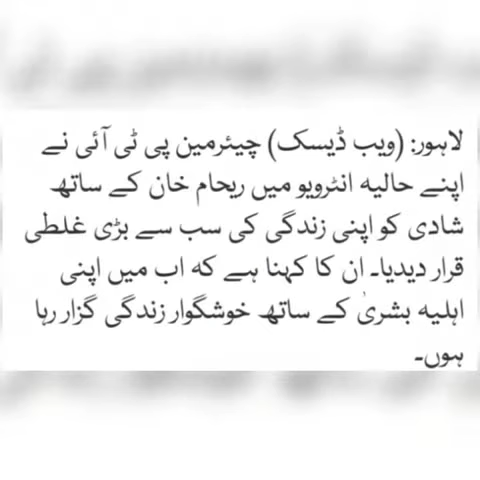 لاہور: (ویب ڈیسک) چیئرمین پی ٹی آئی نے
اپنے حالیہ انٹرویو میں ریحام خان کے ساتھ
شادی کو اپنی زندگی کی سب سے بڑی غلطی
قرار دیدیا۔ ان کا کہنا ہے کہ اب میں اپنی
اہلیہ بشریٰ کے ساتھ خوشگوار زندگی گزار رہا
ہوں۔